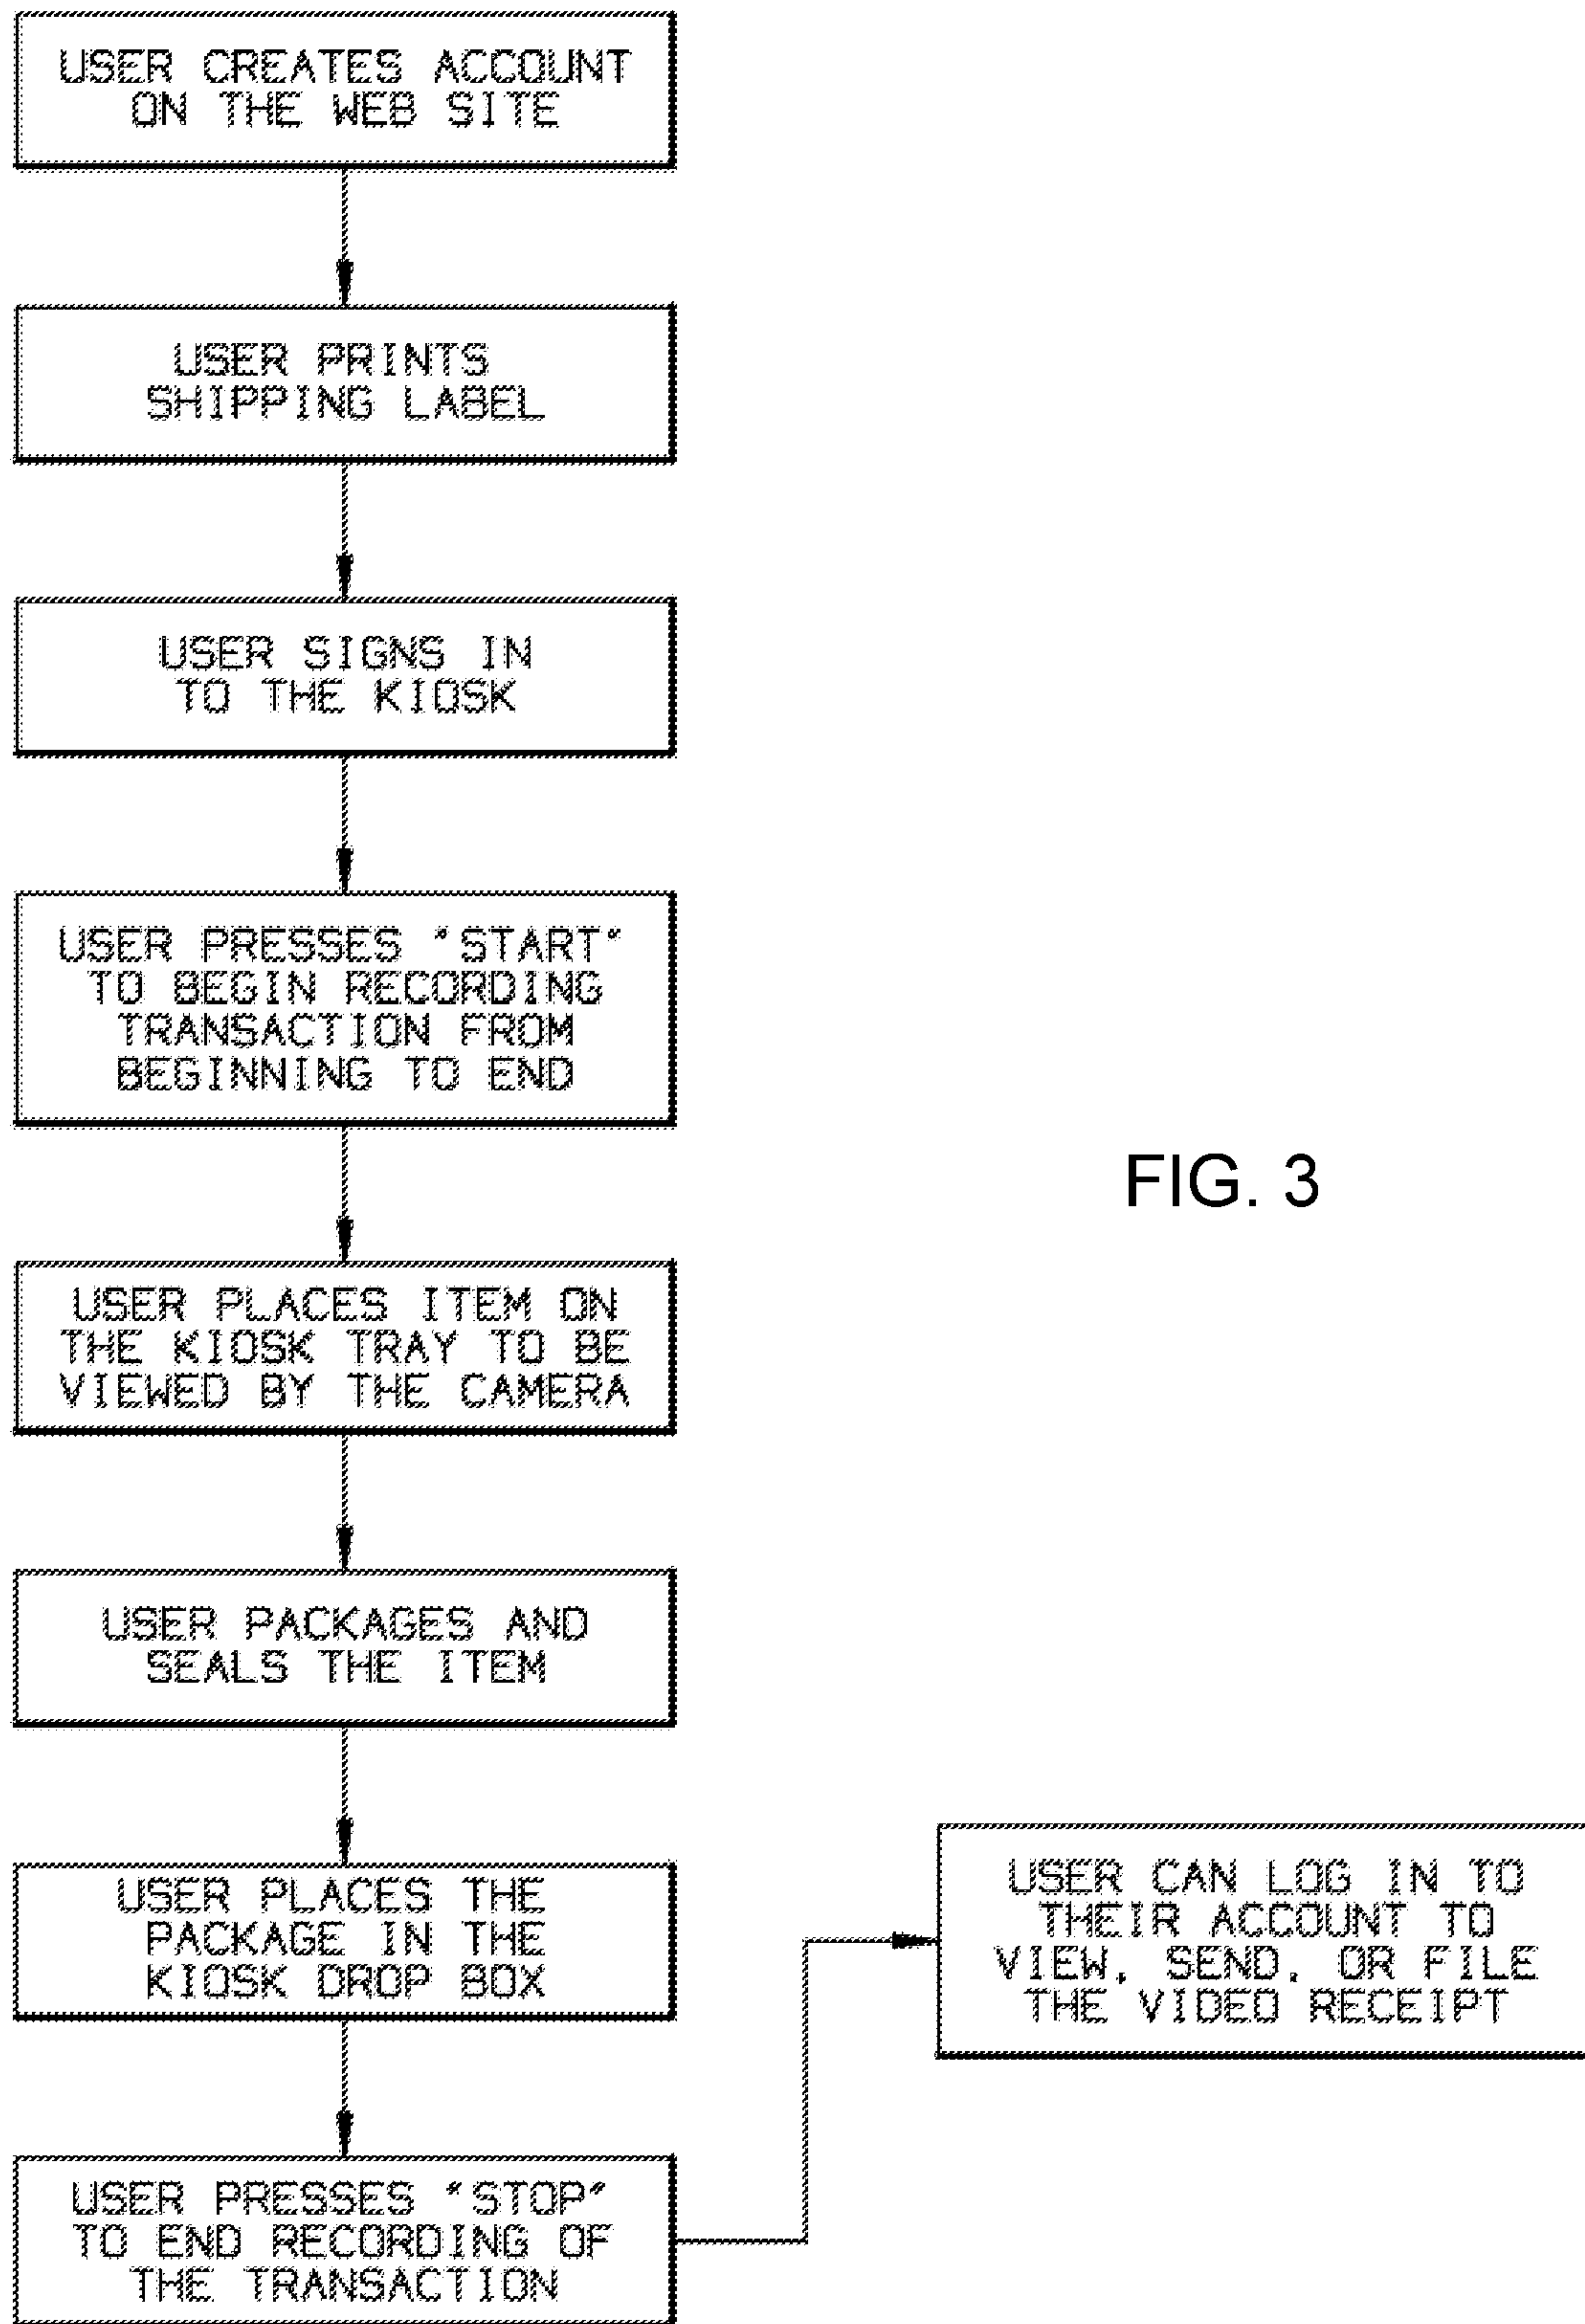 USER CREATES ACCOUNT
ON THE WEB SITE
USER PRINTS
SHIPPING LABEL
USER SIGNS IN
TO THE KIOSK
USER PRESSES "START"
TO BEGIN RECORDING
TRANSACTION FROM
BEGINNING TO END
FIG. 3
USER PLACES ITEM ON
THE KIOSK TRAY TO BE
VIEWED BY THE CAMERA
USER PACKAGES AND
SEALS THE ITEM
USER PLACES THE
PACKAGE IN THE
KIOSK DROP BOX
USER PRESSES "STOP"
TO END RECORDING OF
THE TRANSACTION
USER CAN LOG IN TO
THEIR ACCOUNT TO
VIEW, SEND, OR FILE
THE VIDEO RECEIPT